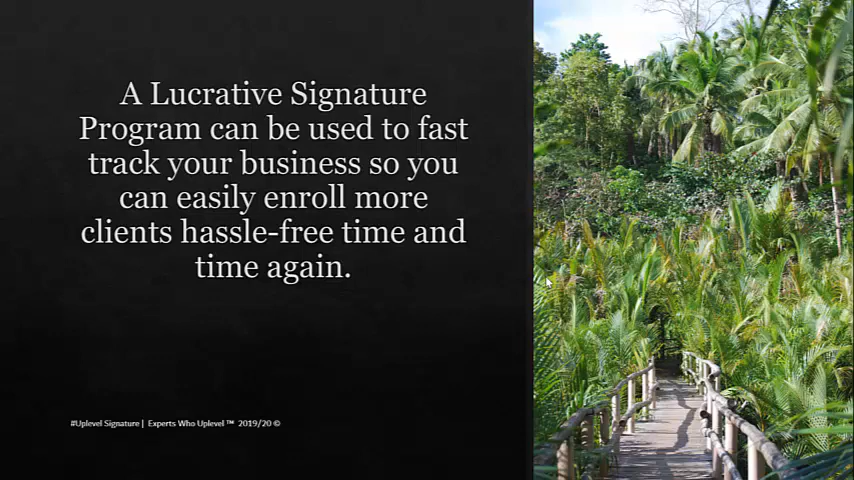 A Lucrative Signature
Program can be used to fast
track your business so you
can easily enroll more
clients hassle-free time and
time again.
#Uplevel Signature | Experts Who Uplevel ™ 2019/20 ©